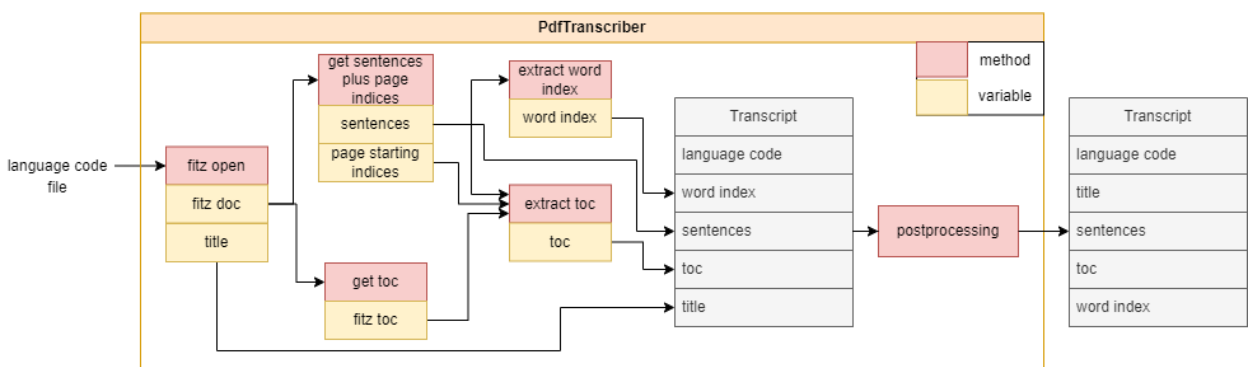 PdfTranscriber
method
variable
language code
file
fitz open
fitz doc
title
get sentences
plus page
indices
sentences
page starting
indices
get toc
fitz toc
extract word
index
word index
extract toc
toc
Transcript
language code
word index
sentences
toc
title
postprocessing
Transcript
language code
title
sentences
toc
word index